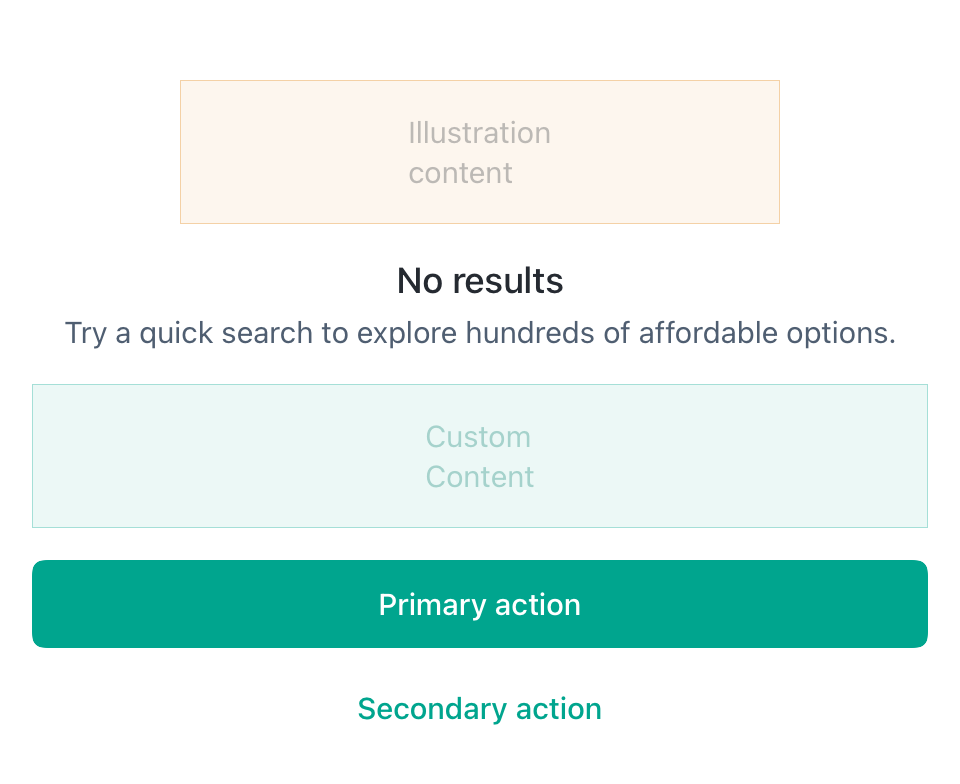 Illustration
content
No results
Try a quick search to explore hundreds of affordable options.
Custom
Content
Primary action
Secondary action